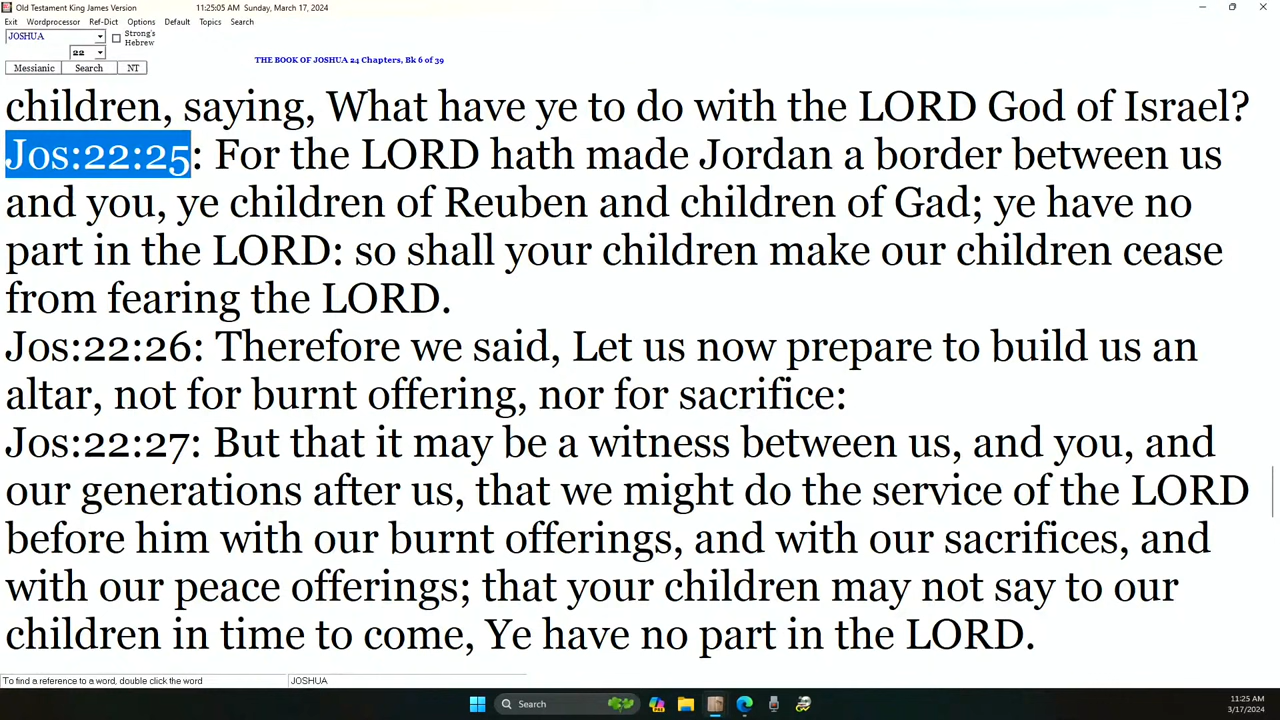 Old Testament King James Version 11:25:05 AM Sunday, March 17, 2024
Exit Wordprocessor Ref-Dict Options Default Topics Search
JOSHUA
Strong's
Hebrew
22
THE BOOK OF JOSHUA 24 Chapters, Bk 6 of 39
Messianic Search NT
children, saying, What have ye to do with the LORD God of Israel?
Jos:22:25: For the LORD hath made Jordan a border between us
and you, ye children of Reuben and children of Gad; ye have no
part in the LORD: so shall your children make our children cease
from fearing the LORD.
Jos:22:26: Therefore we said, Let us now prepare to build us an
altar, not for burnt offering, nor for sacrifice:
Jos:22:27: But that it may be a witness between us, and you, and
our generations after us, that we might do the service of the LORD
before him with our burnt offerings, and with our sacrifices, and
with our peace offerings; that your children may not say to our
children in time to come, Ye have no part in the LORD.
To find a reference to a word, double click the word JOSHUA
Search
11:25 AM
3/17/2024